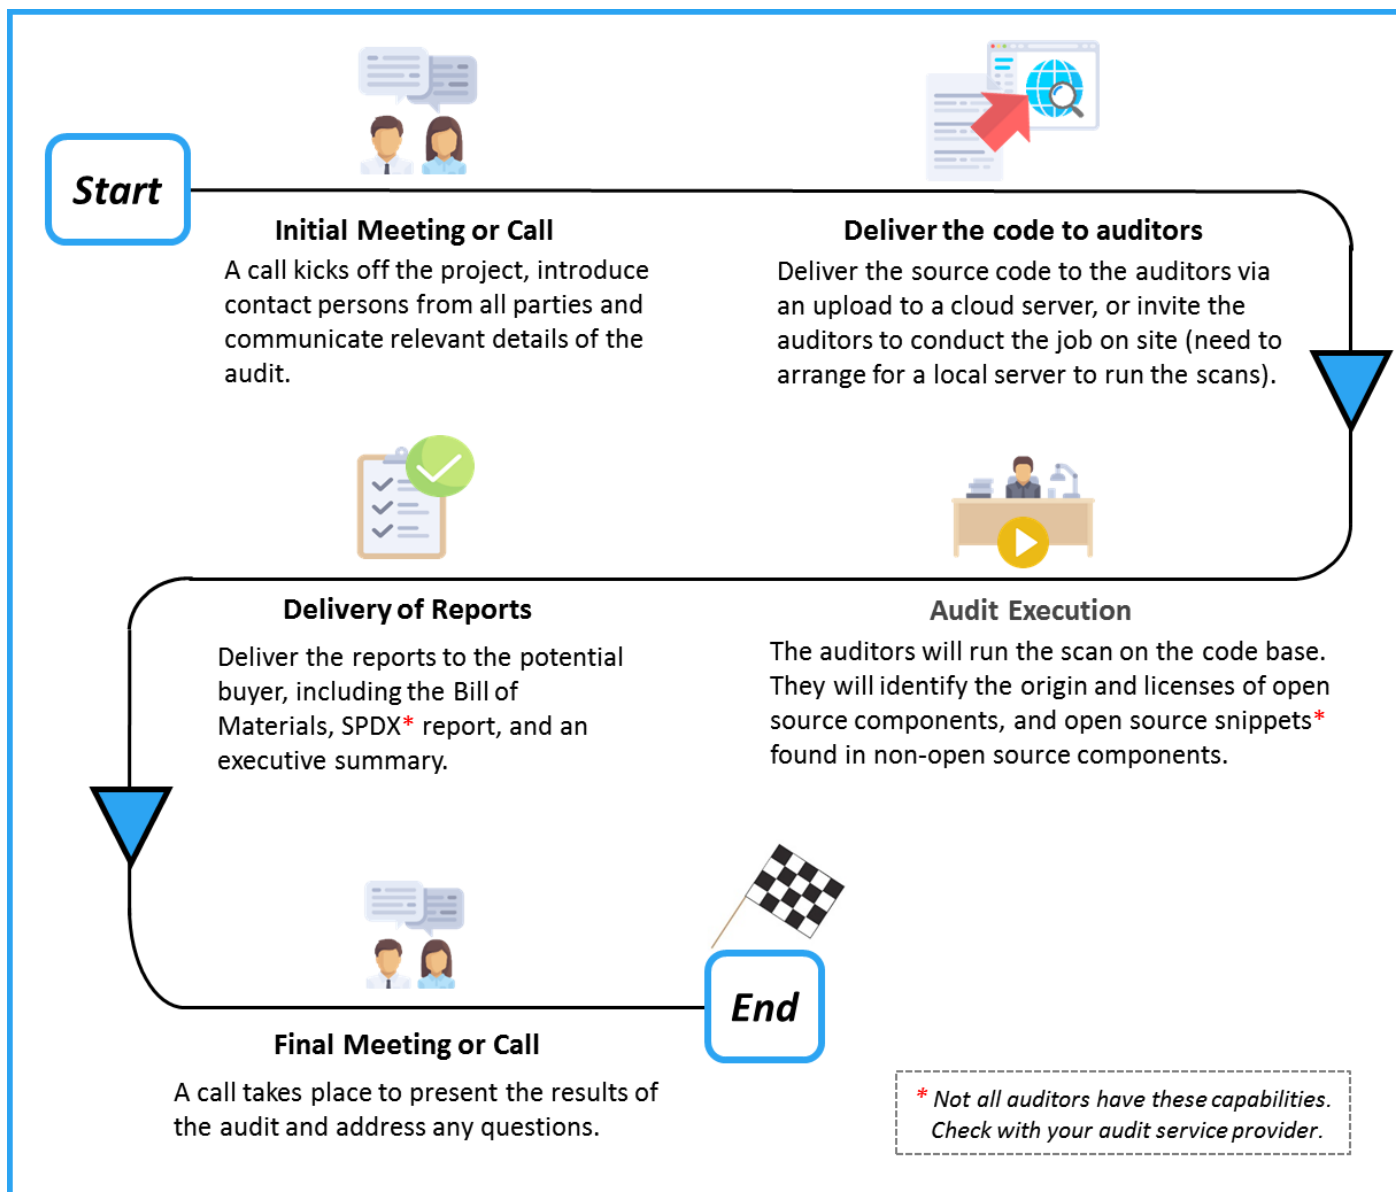 Start
Initial Meeting or Call
A call kicks off the project, introduce
contact persons from all parties and
communicate relevant details of the
audit.
Deliver the code to auditors
Deliver the source code to the auditors via
an upload to a cloud server, or invite the
auditors to conduct the job on site (need to
arrange for a local server to run the scans).
Audit Execution
The auditors will run the scan on the code base.
They will identify the origin and licenses of open
source components, and open source snippets*
found in non-open source components.
Delivery of Reports
Deliver the reports to the potential
buyer, including the Bill of
Materials, SPDX* report, and an
executive summary.
Final Meeting or Call
A call takes place to present the results of
the audit and address any questions.
End
* Not all auditors have these capabilities.
Check with your audit service provider.